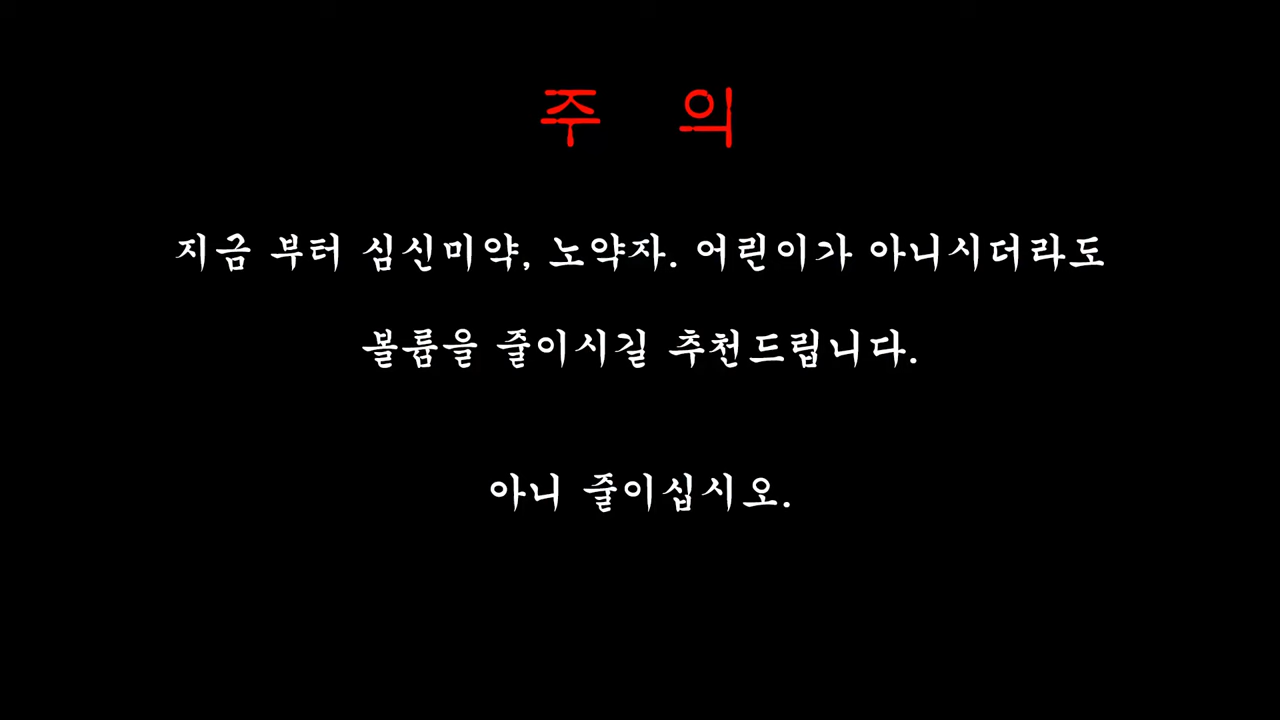 주 의
지금 부터 심신미약, 노약자. 어린이가 아니시더라도
볼륨을 줄이시길 추천드립니다.
아니 줄이십시오.